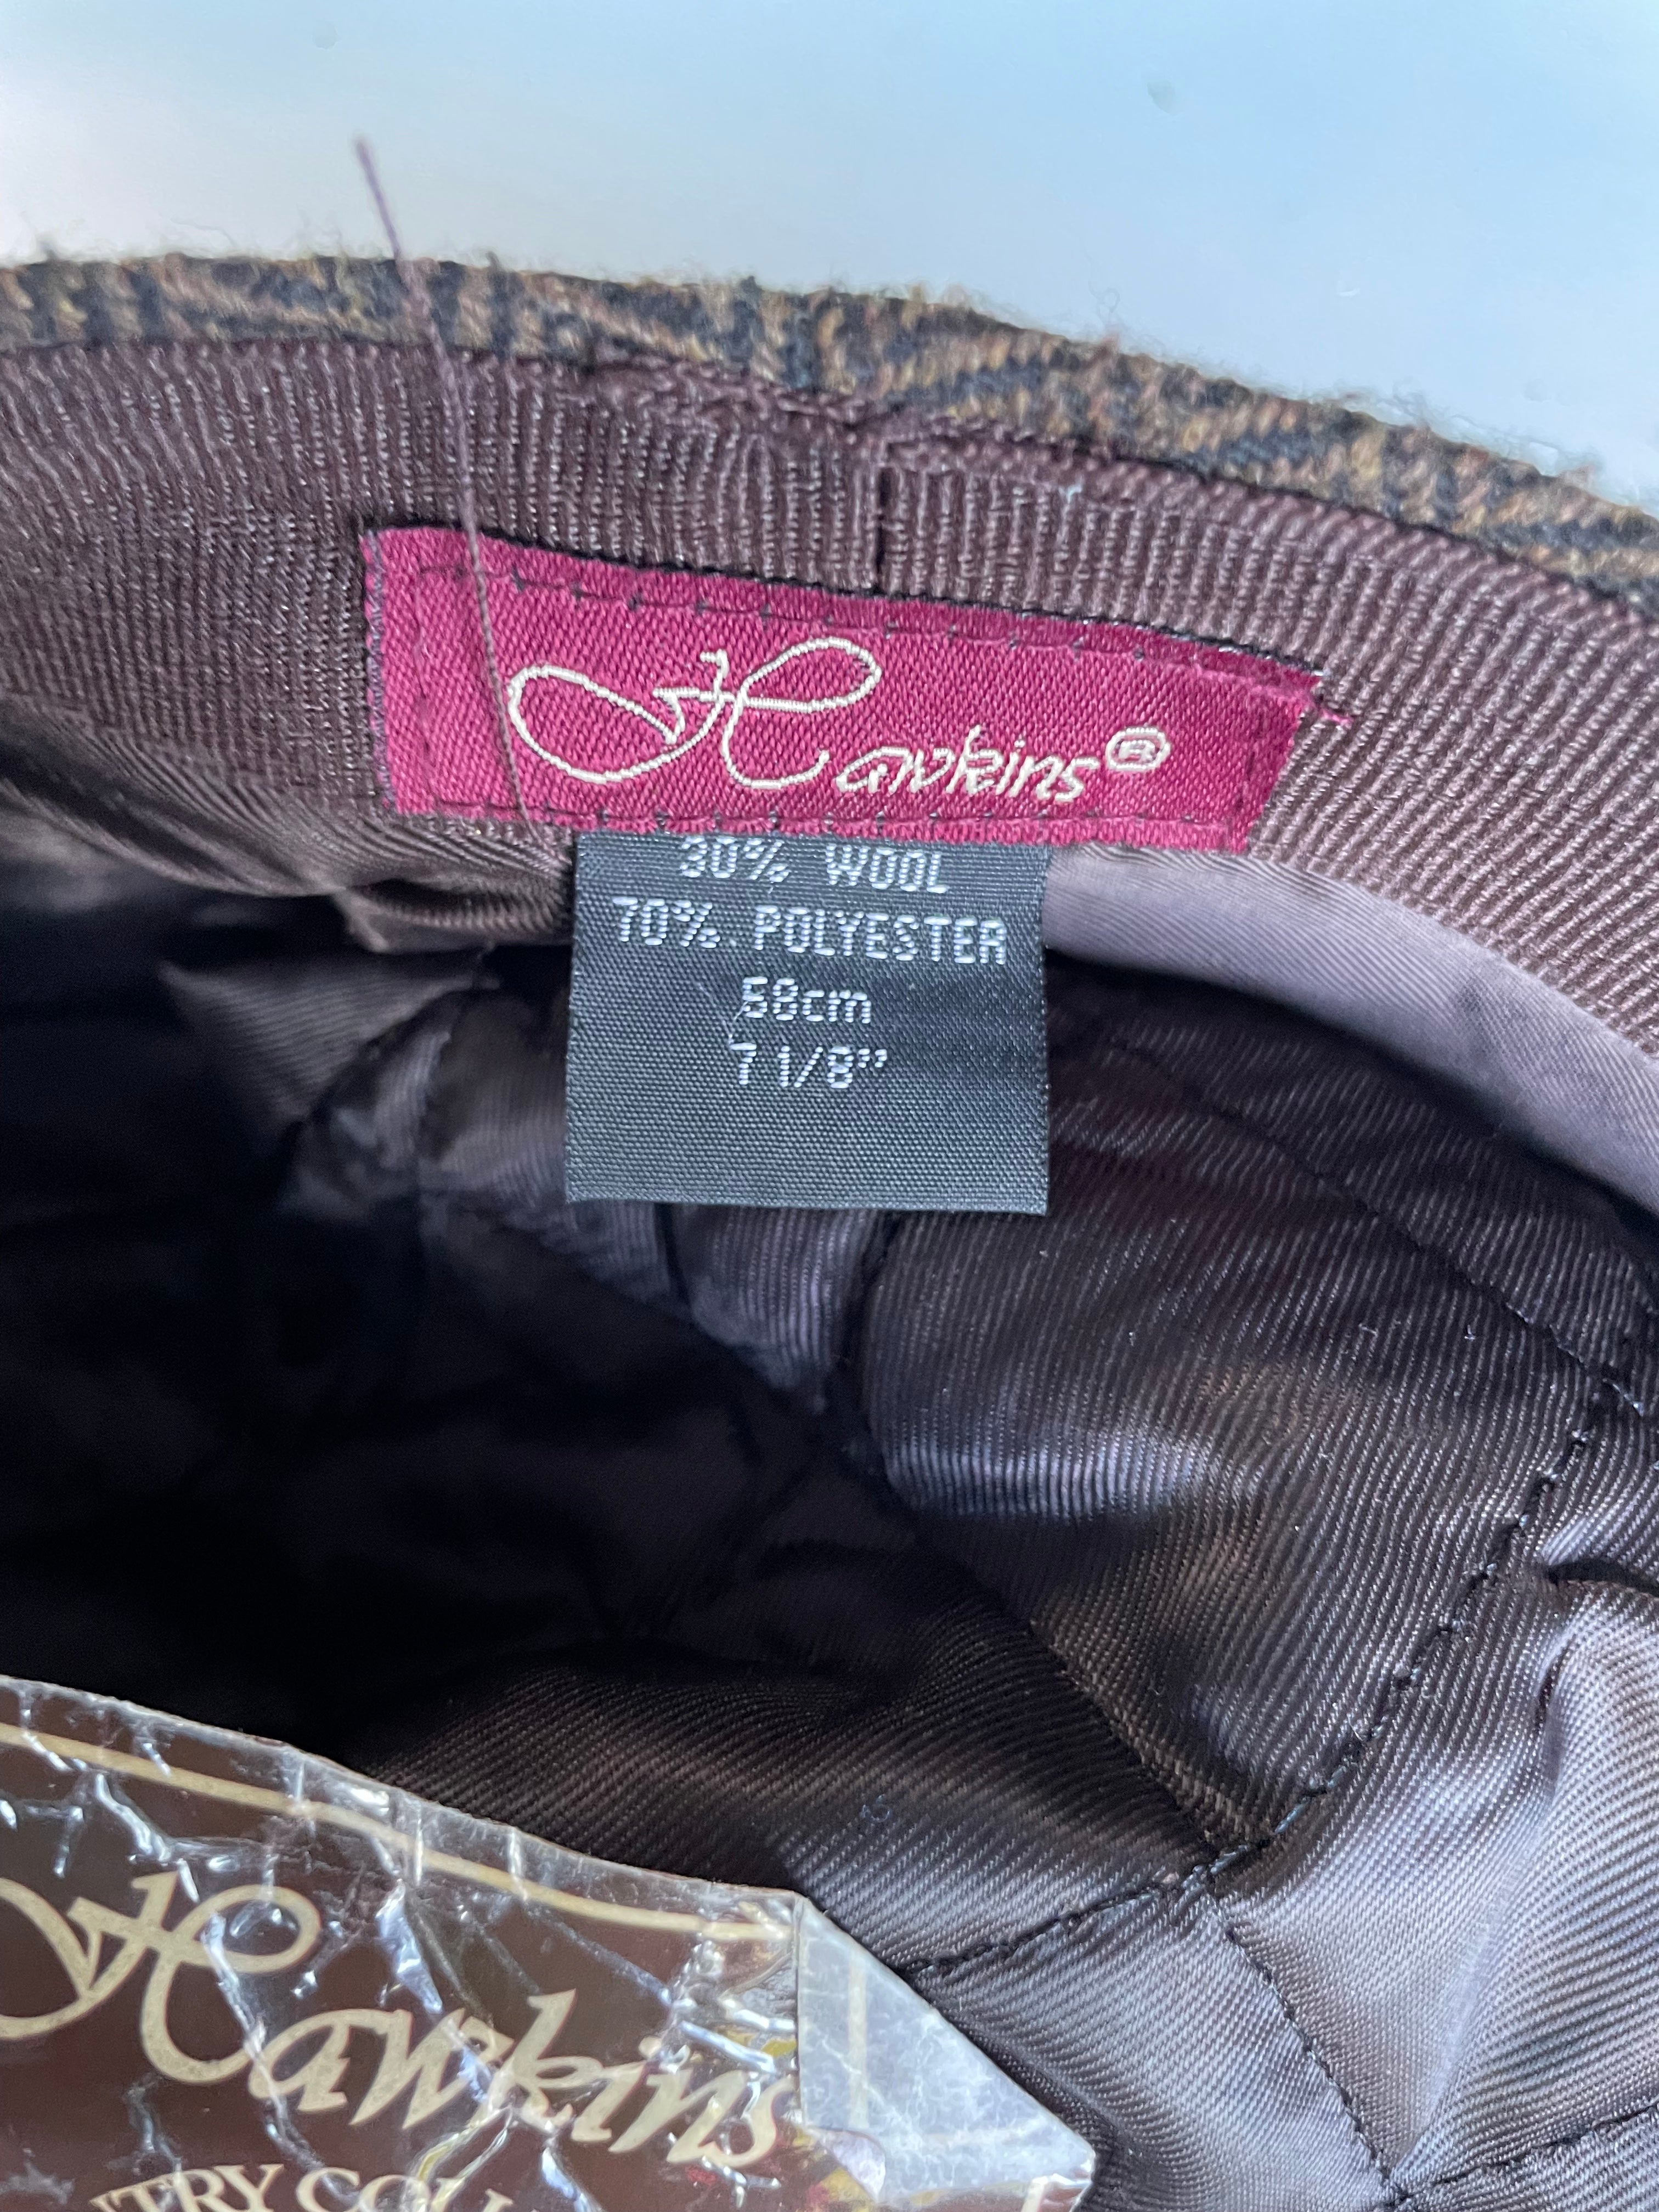 Hawkins®
30% WOOL
70% POLYESTER
58cm
7 1/8"
Hawkins